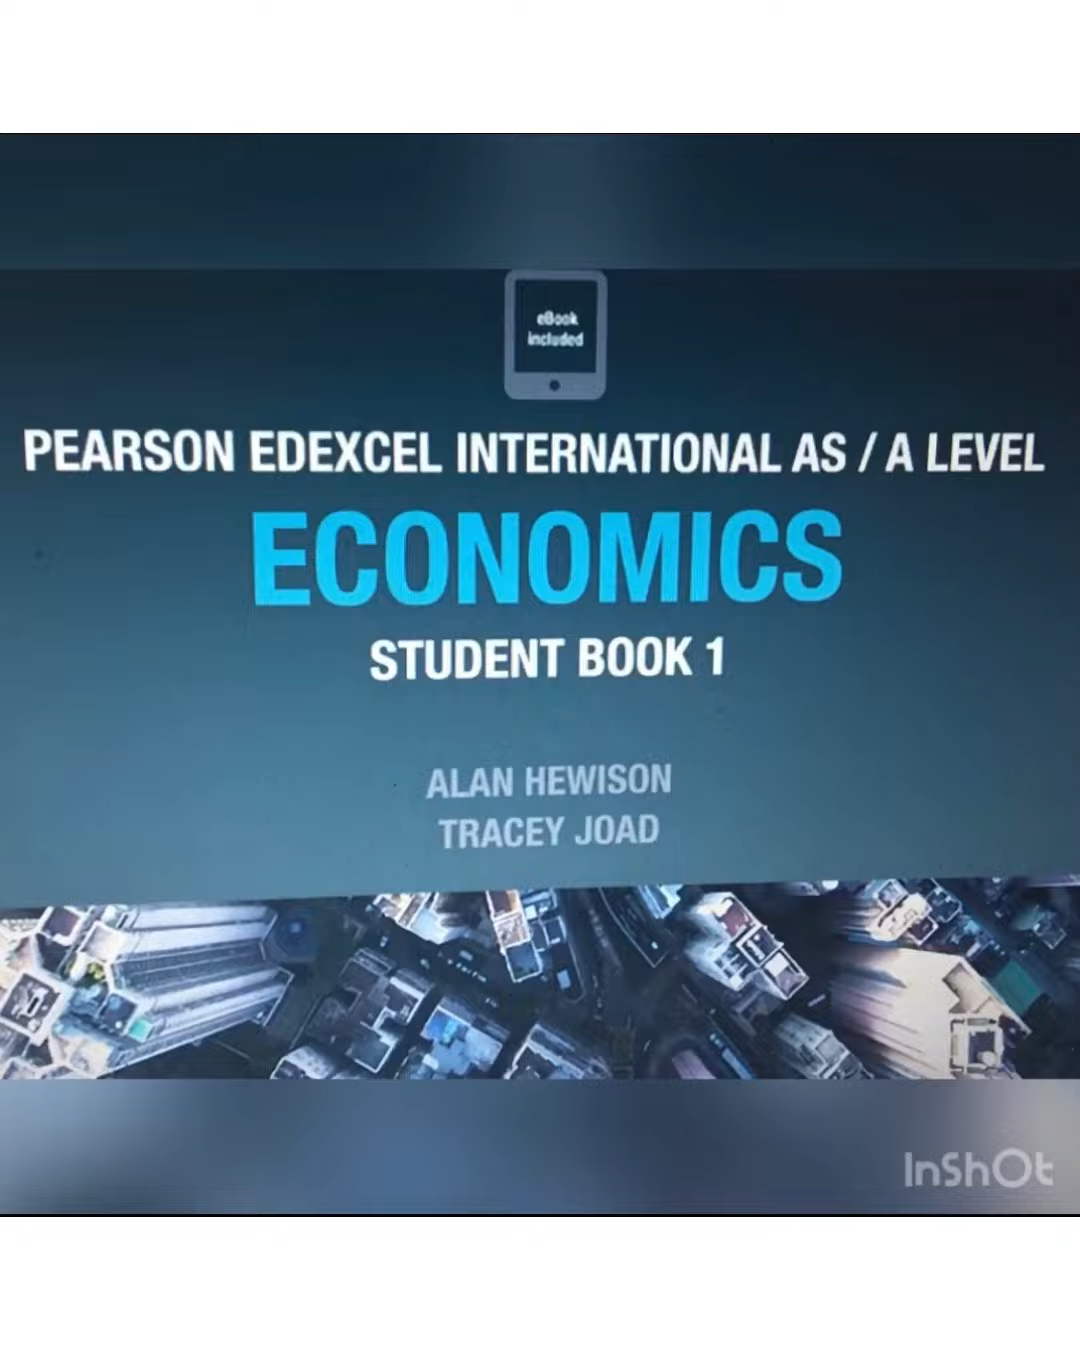 eBook
included
PEARSON EDEXCEL INTERNATIONAL AS / A LEVEL
ECONOMICS
STUDENT BOOK 1
ALAN HEWISON
TRACEY JOAD
InShOt